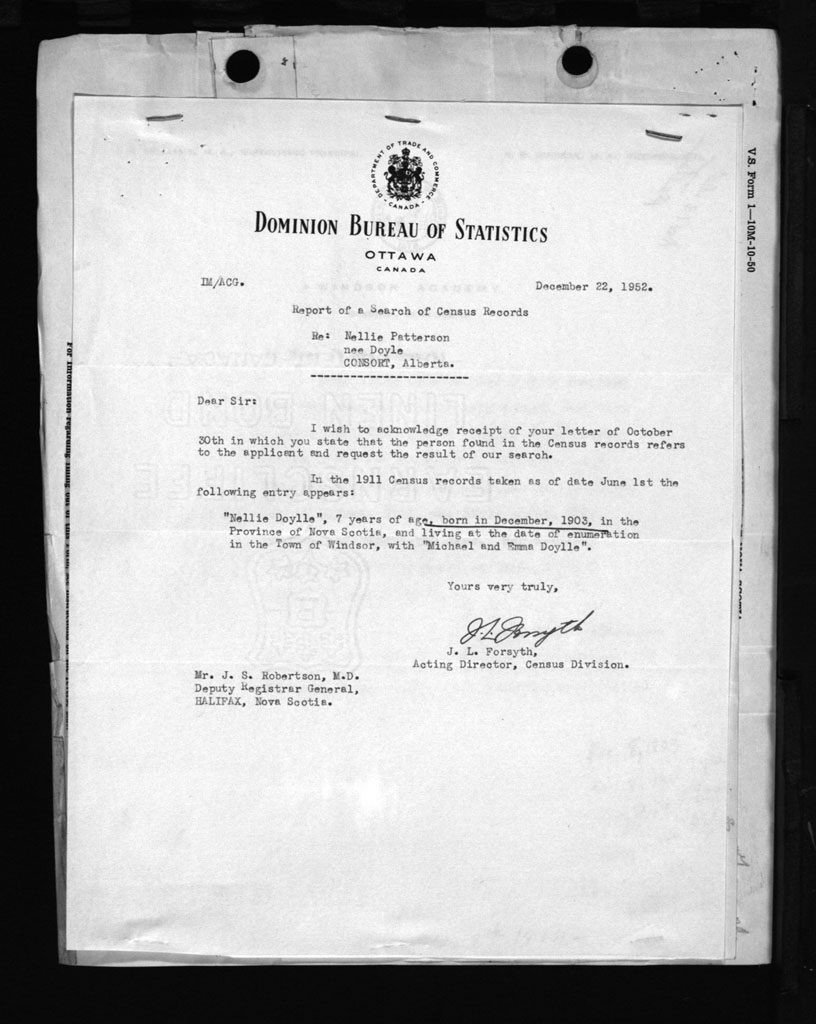 DEPARTMENT OF TRADE AND COMMERCE
- CANADA -
DOMINION BUREAU OF STATISTICS
OTTAWA
CANADA
IM/ACG.
December 22, 1952.
Report of a Search of Census Records
Re: Nellie Patterson
nee Doyle
CONSORT, Alberta.
Dear Sir:
I wish to acknowledge receipt of your letter of October
30th in which you state that the person found in the Census records refers
to the applicant and request the result of our search.
In the 1911 Census records taken as of date June 1st the
following entry appears:
"Nellie Doylle", 7 years of age, born in December, 1903, in the
Province of Nova Scotia, and living at the date of enumeration
in the Town of Windsor, with "Michael and Emma Doylle".
Yours very truly,
J. L. Forsyth
J. L. Forsyth,
Acting Director, Census Division.
Mr. J. S. Robertson, M.D.
Deputy Registrar General,
HALIFAX, Nova Scotia.
V.S. Form 1—10M-10-50
For information regarding